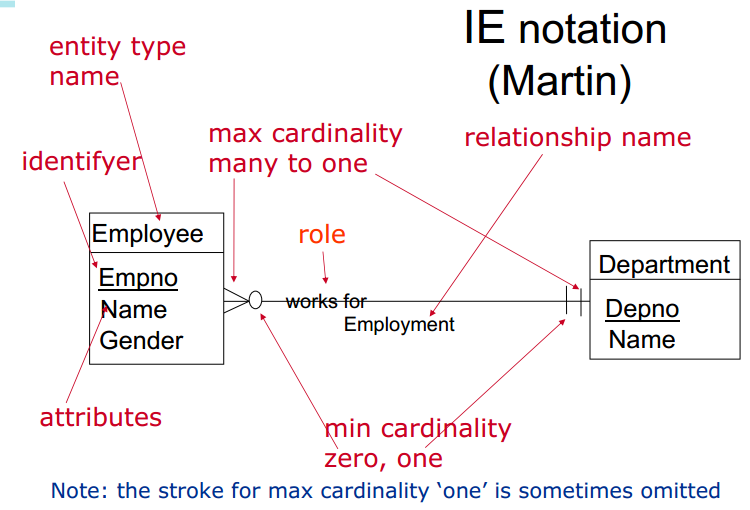 IE notation
(Martin)
entity type
name
max cardinality
many to one
relationship name
identifyer
role
Employee
Empno
Name
Gender
works for
Employment
Department
Depno
Name
attributes
min cardinality
zero, one
Note: the stroke for max cardinality ‘one’ is sometimes omitted